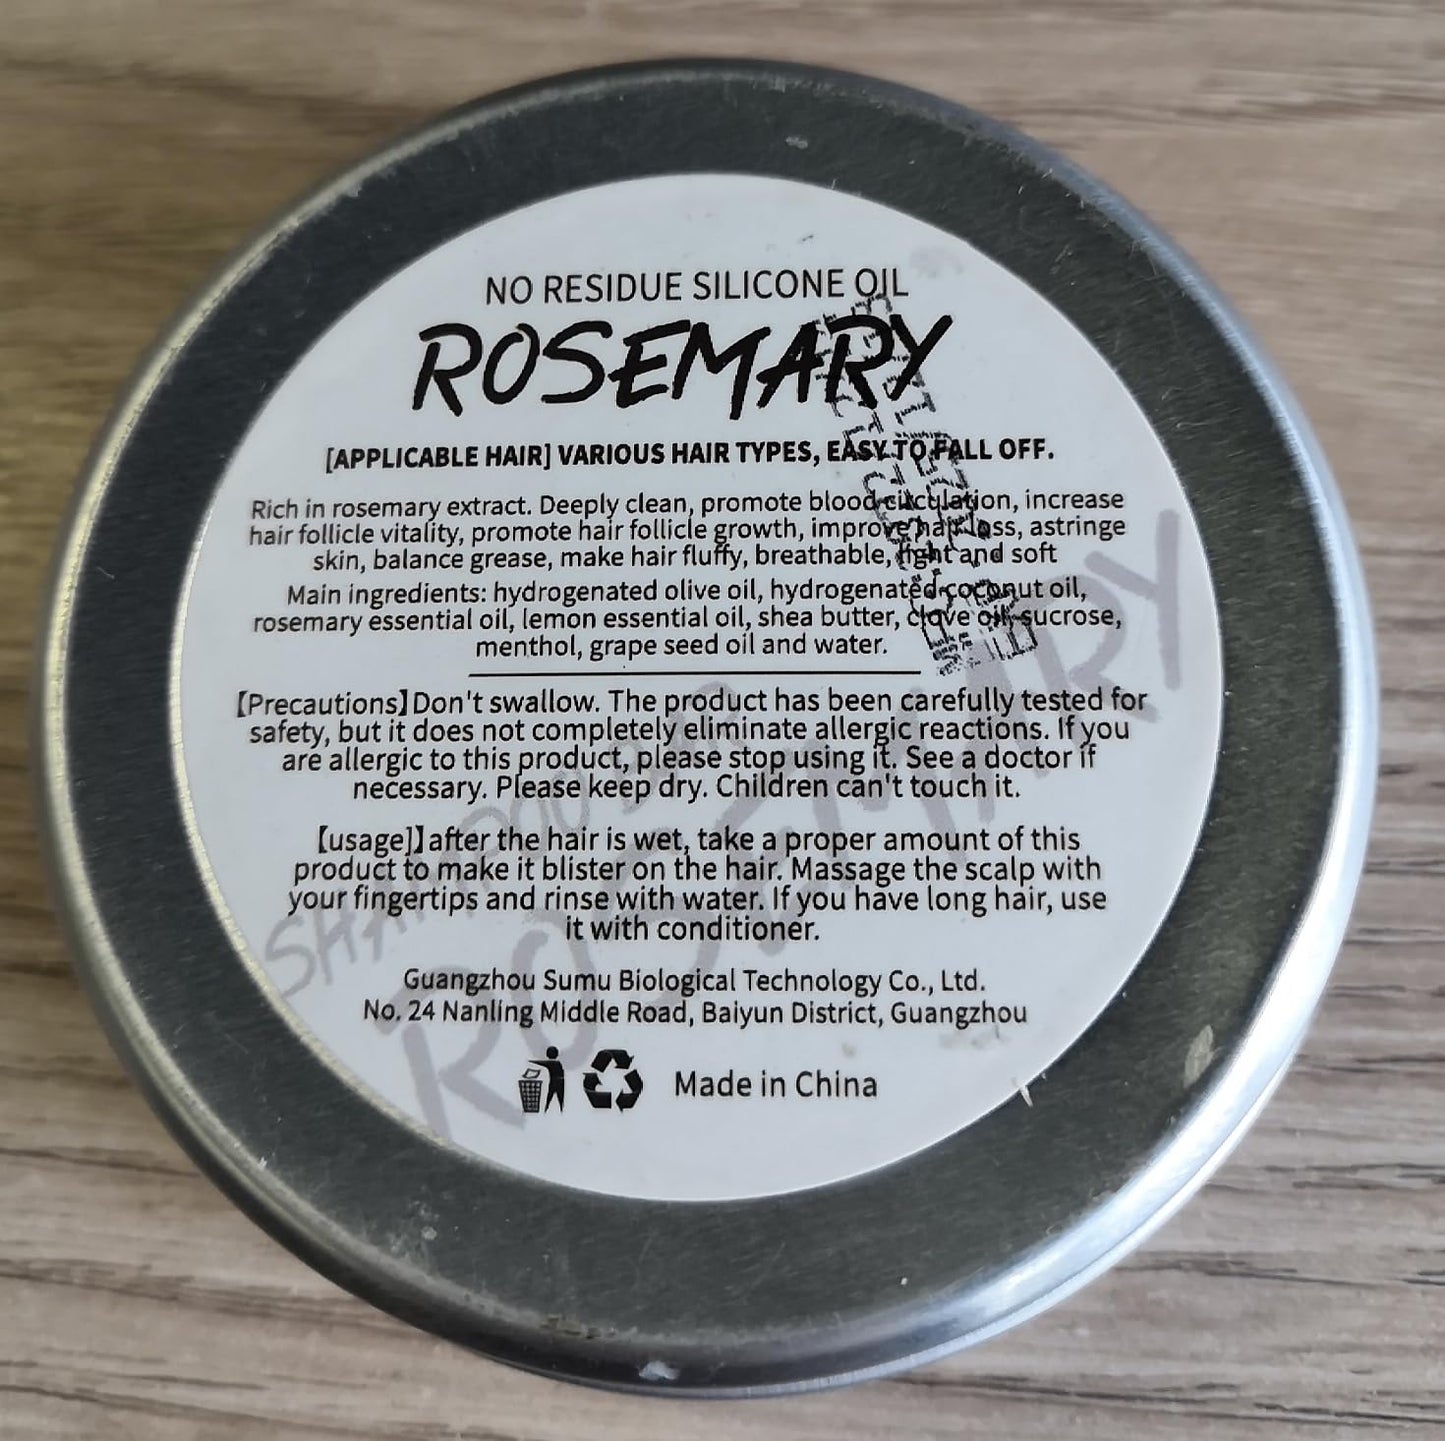 NO RESIDUE SILICONE OIL
ROSEMARY
[APPLICABLE HAIR] VARIOUS HAIR TYPES, EASY TO FALL OFF.
Rich in rosemary extract. Deeply clean, promote blood circulation, increase
hair follicle vitality, promote hair follicle growth, improve hair loss, astringe
skin, balance grease, make hair fluffy, breathable, light and soft
Main ingredients: hydrogenated olive oil, hydrogenated coconut oil,
rosemary essential oil, lemon essential oil, shea butter, clove oil, sucrose,
menthol, grape seed oil and water.
【Precautions】Don't swallow. The product has been carefully tested for
safety, but it does not completely eliminate allergic reactions. If you
are allergic to this product, please stop using it. See a doctor if
necessary. Please keep dry. Children can't touch it.
【usage]】after the hair is wet, take a proper amount of this
product to make it blister on the hair. Massage the scalp with
your fingertips and rinse with water. If you have long hair, use
it with conditioner.
Guangzhou Sumu Biological Technology Co., Ltd.
No. 24 Nanling Middle Road, Baiyun District, Guangzhou
Made in China
SHAMPOO BAR
ROSEMARY